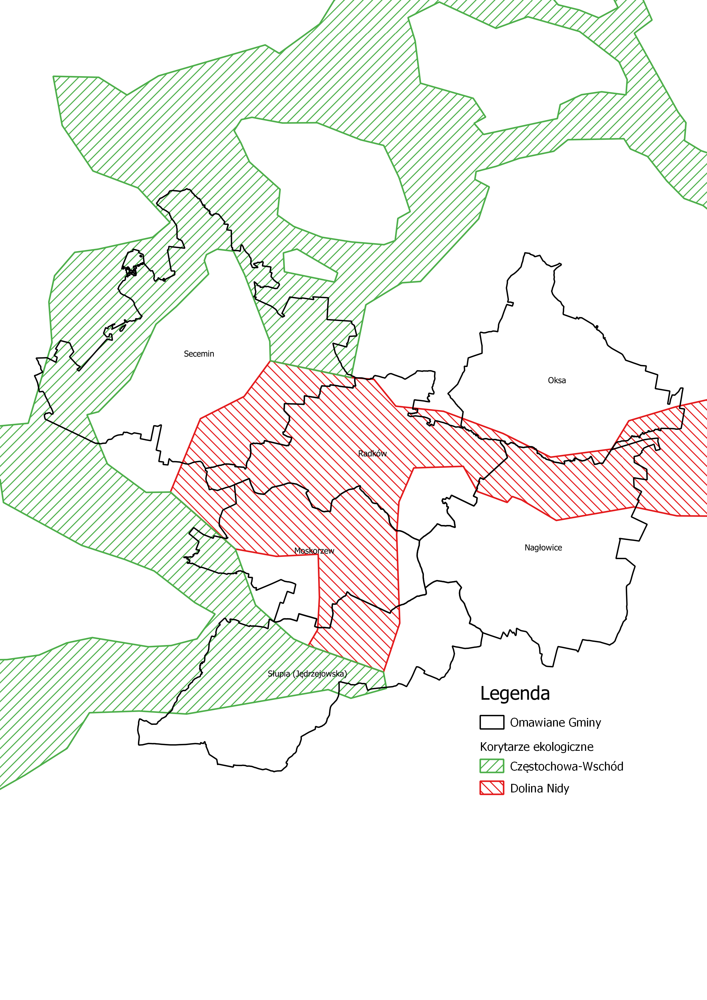 Secemin
Oksa
Radków
Nagłowice
Moskorzew
Słupia (Jędrzejowska)
Legenda
Omawiane Gminy
Korytarze ekologiczne
Częstochowa-Wschód
Dolina Nidy